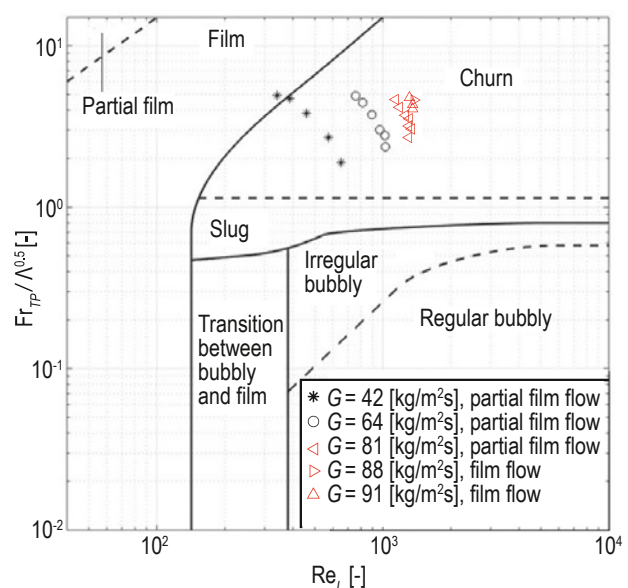 Film
Churn
Partial film
Slug
Irregular
bubbly
Transition
between
bubbly
and film
Regular bubbly
G = 42 [kg/m²s], partial film flow
G = 64 [kg/m²s], partial film flow
G = 81 [kg/m²s], partial film flow
G = 88 [kg/m²s], film flow
G = 91 [kg/m²s], film flow
10¹
10⁰
10⁻¹
10⁻²
Fr_TP / Λ^0.5 [-]
10²
10³
10⁴
Re_L [-]